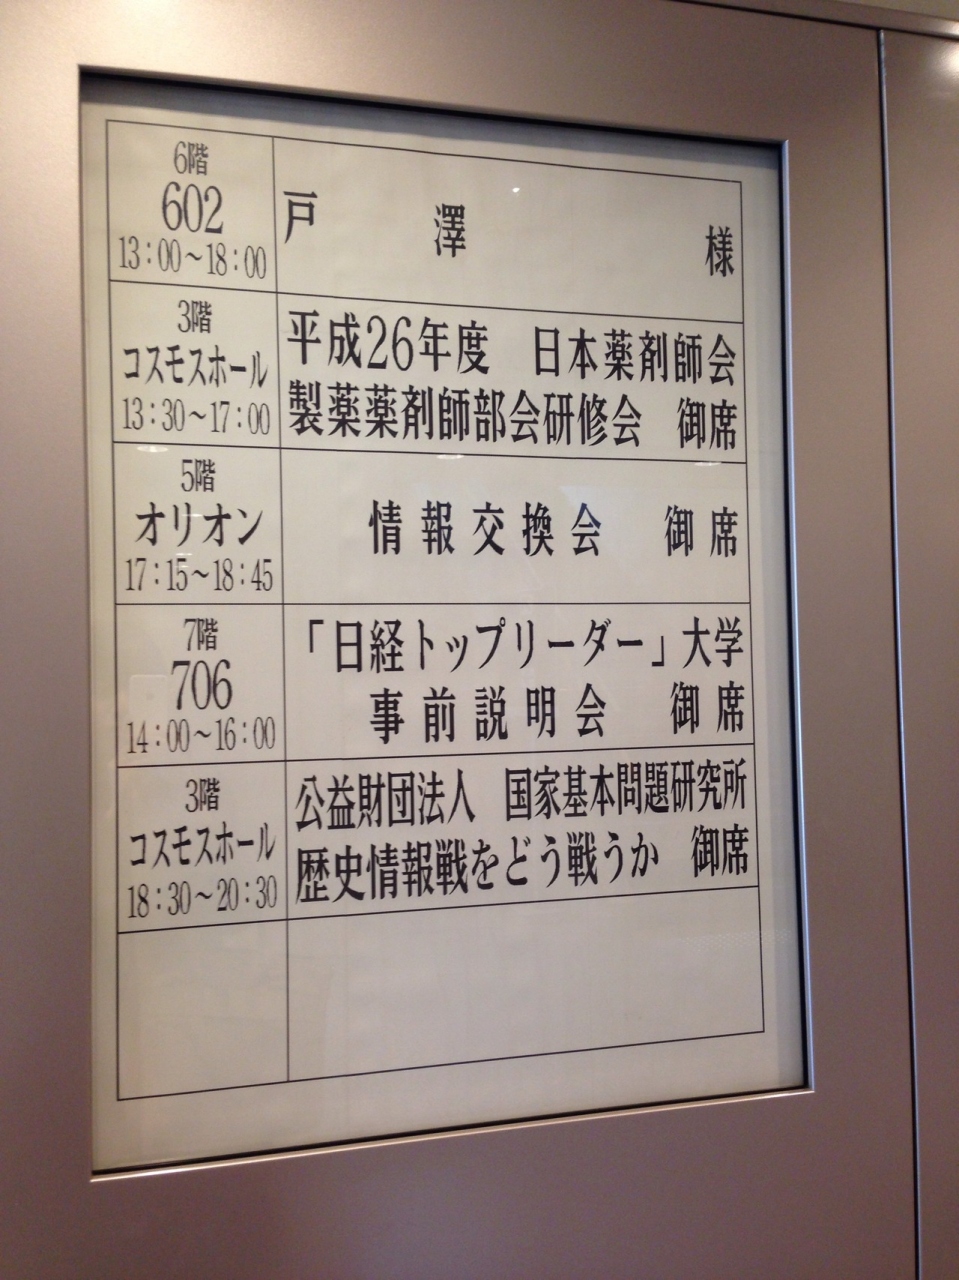 6階
602
13:00～18:00
戸澤様
3階
コスモスホール
13:30～17:00
平成26年度 日本薬剤師会
製薬薬剤師部会研修会 御席
5階
オリオン
17:15～18:45
情報交換会 御席
7階
706
14:00～16:00
「日経トップリーダー」大学
事前説明会 御席
3階
コスモスホール
18:30～20:30
公益財団法人 国家基本問題研究所
歴史情報戦をどう戦うか 御席